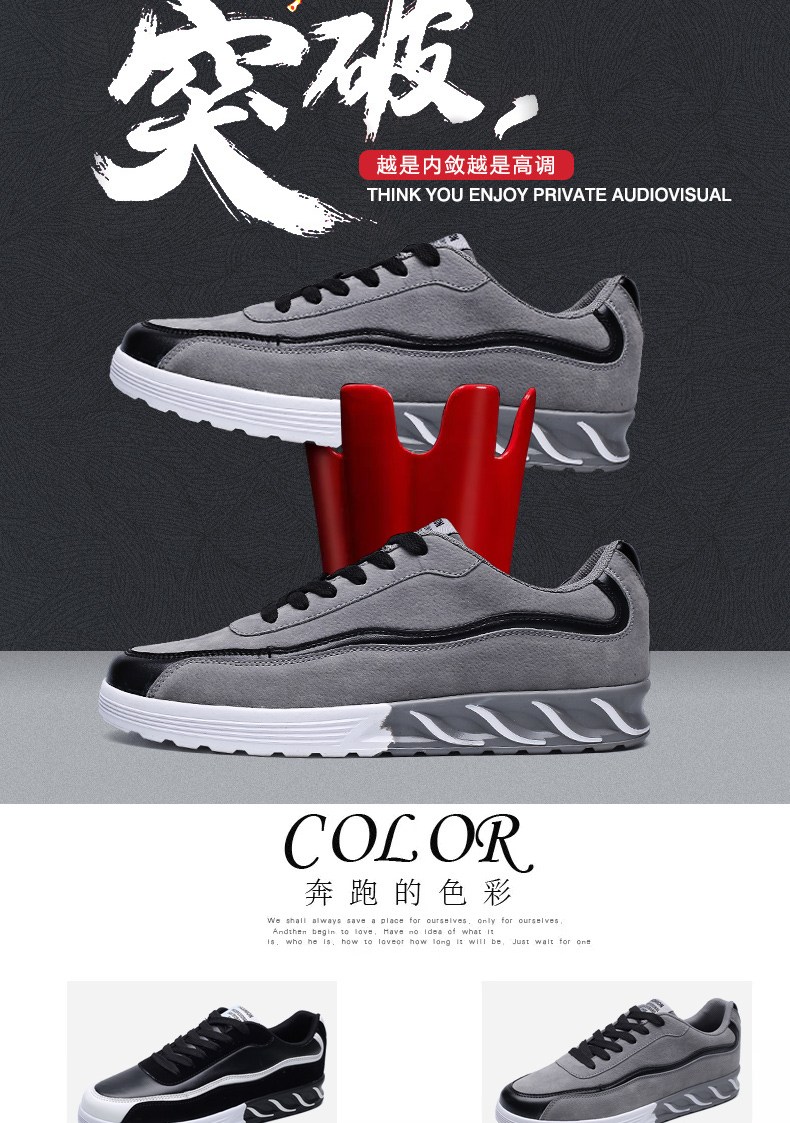 突破，
越是内敛越是高调
THINK YOU ENJOY PRIVATE AUDIOVISUAL
COLOR
奔跑的色彩
We shall always save a place for ourselves, only for ourselves.
Andthen begin to love. Have no idea of what it
is, who he is, how to loveor how long it will be, Just wait for one